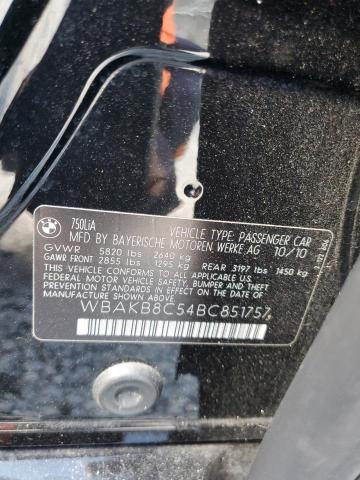 BMW
750LiA
VEHICLE TYPE PASSENGER CAR
MFD BY BAYERISCHE MOTOREN WERKE AG 10/10
GVWR 5820 lbs 2640 kg
GAWR FRONT 2855 lbs 1295 kg REAR 3197 lbs 1450 kg
THIS VEHICLE CONFORMS TO ALL APPLICABLE
FEDERAL MOTOR VEHICLE SAFETY,
BUMPER AND THEFT PREVENTION STANDARDS
IN EFFECT ON THE DATE OF
MANUFACTURE SHOWN ABOVE.
WBAKB8C54BC851757